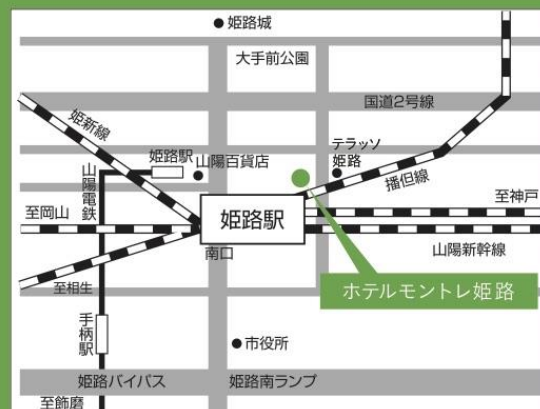 姫路城
大手前公園
国道2号線
姫新線
テラッソ
姫路
姫路駅
山陽百貨店
播但線
山陽電鉄
至岡山
姫路駅
至神戸
南口
山陽新幹線
至相生
ホテルモントレ姫路
手柄駅
市役所
姫路バイパス
姫路南ランプ
至飾磨